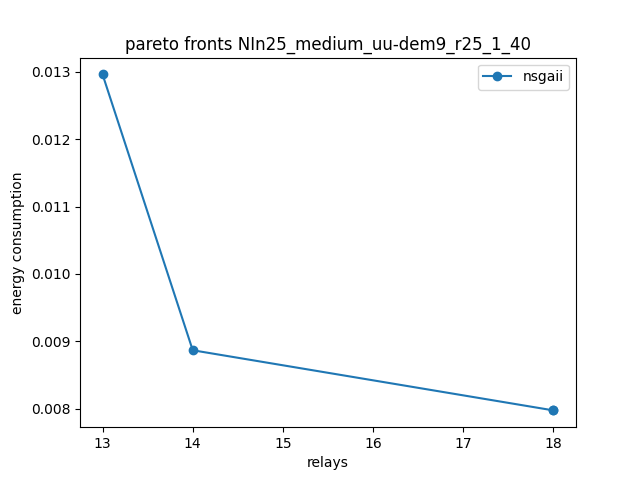 pareto fronts NIn25_medium_uu-dem9_r25_1_40
nsgaii
0.013
0.012
0.011
0.010
0.009
0.008
energy consumption
13 14 15 16 17 18
relays